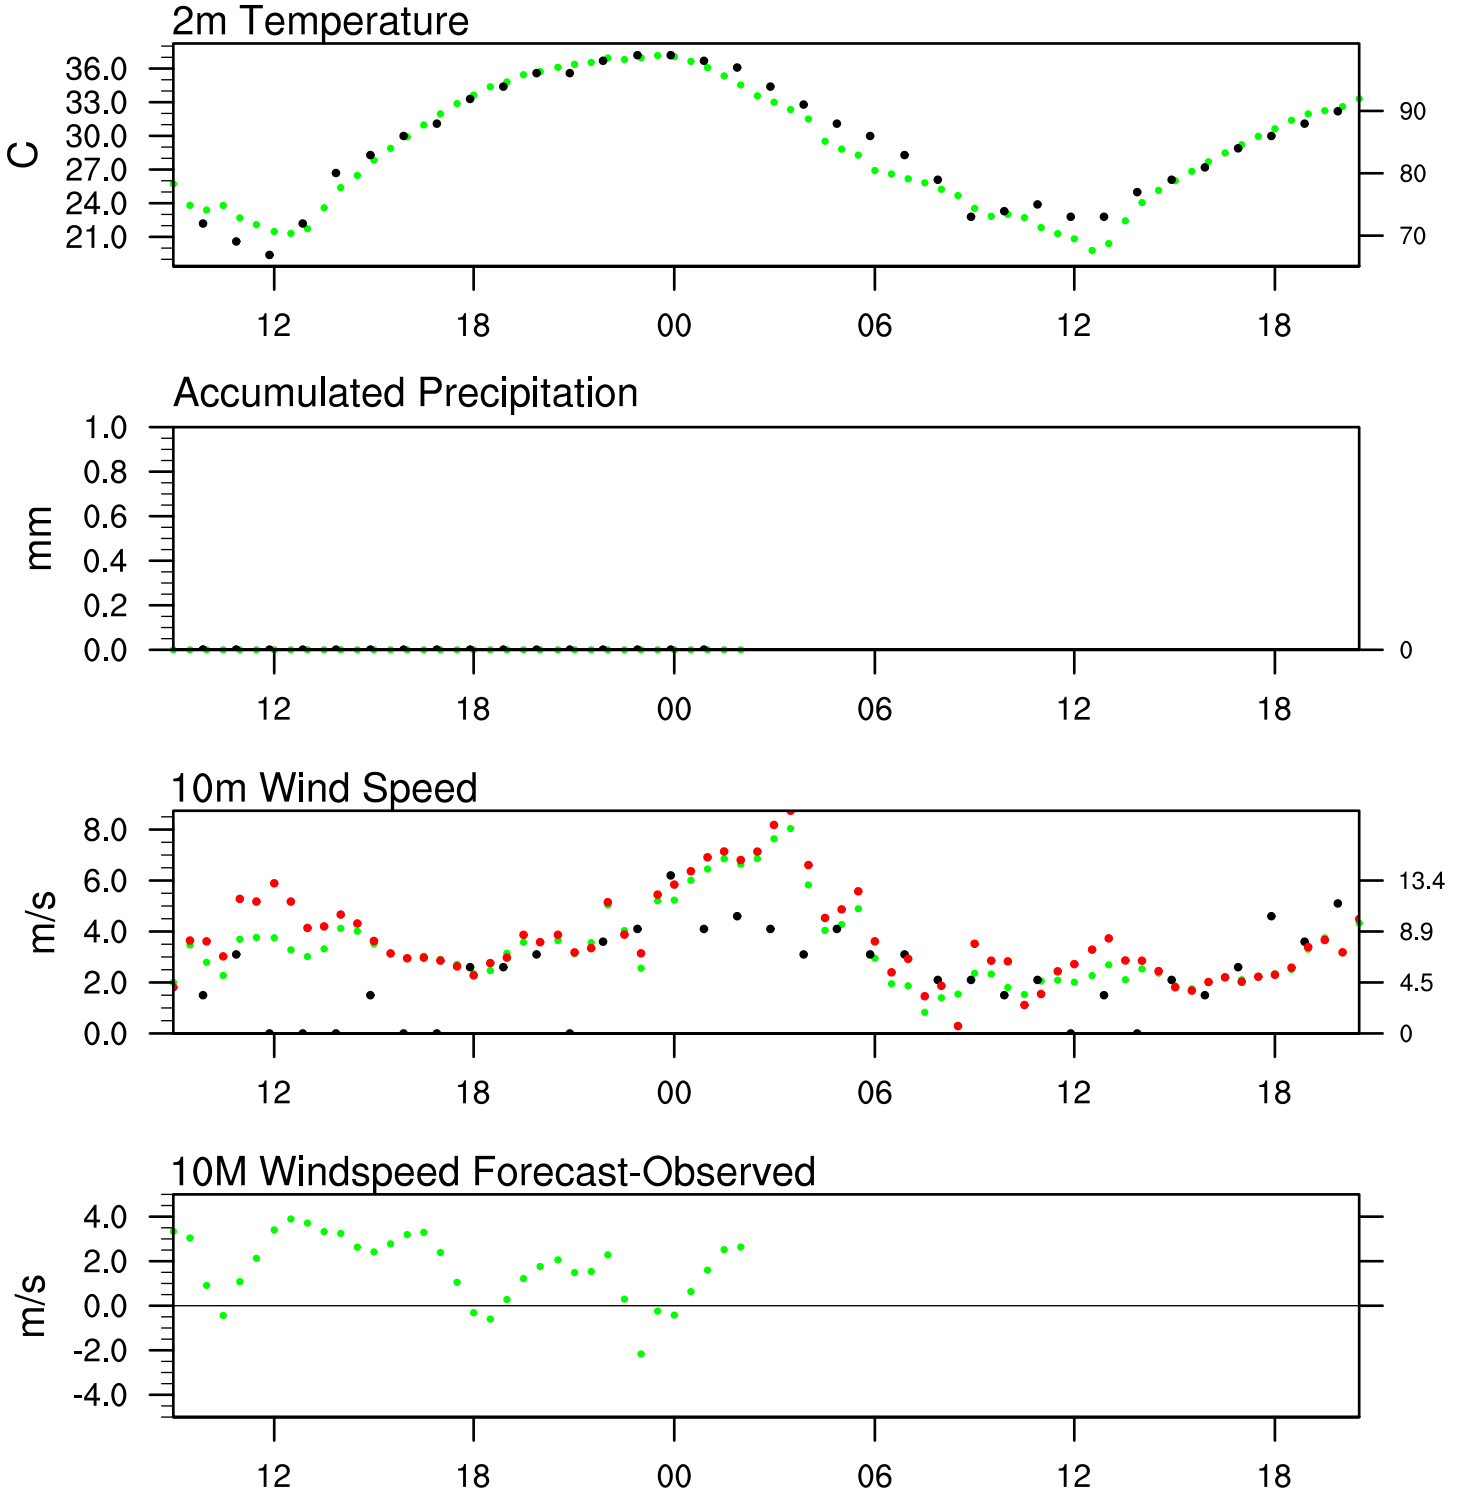 2m Temperature
36.0
33.0
30.0
27.0
24.0
21.0
C
90
80
70
12 18 00 06 12 18
Accumulated Precipitation
1.0
0.8
0.6
0.4
0.2
0.0
mm
0
12 18 00 06 12 18
10m Wind Speed
8.0
6.0
4.0
2.0
0.0
m/s
13.4
8.9
4.5
0
12 18 00 06 12 18
10M Windspeed Forecast-Observed
4.0
2.0
0.0
-2.0
-4.0
m/s
12 18 00 06 12 18